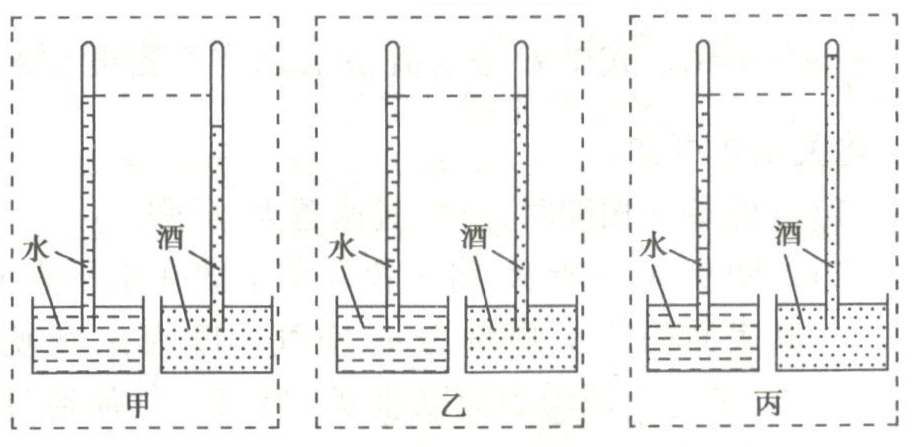 水 酒 水 酒 水 酒
甲 乙 丙